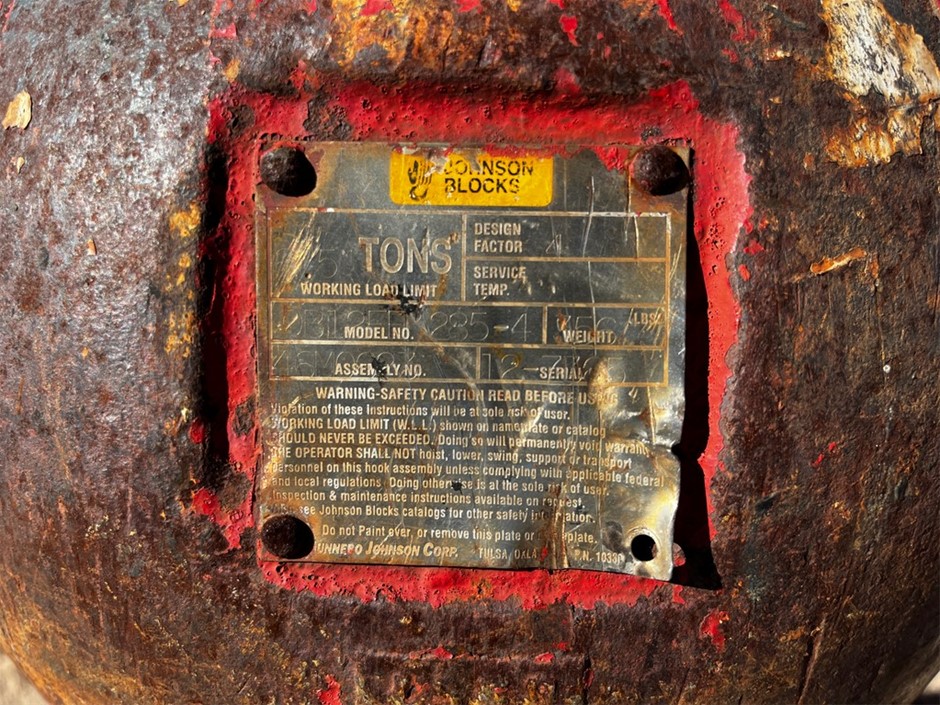 JOHNSON
BLOCKS
TONS
WORKING LOAD LIMIT
DESIGN
FACTOR 4
SERVICE
TEMP.
MODEL NO.
WEIGHT
(LBS)
ASSEMBLY NO.
12- SERIAL
WARNING-SAFETY CAUTION READ BEFORE USING
Violation of these instructions will be at sole risk of user.
WORKING LOAD LIMIT (W.L.L.) shown on nameplate or catalog
SHOULD NEVER BE EXCEEDED. Doing so will permanently void warranty.
THE OPERATOR SHALL NOT hoist, lower, swing, support or transport
personnel on this hook assembly unless complying with applicable federal
and local regulations. Doing otherwise is at the sole risk of user.
Inspection & maintenance instructions available on request.
see Johnson Blocks catalogs for other safety information.
Do not Paint over, or remove this plate or plate.
JOHNSON CORP. TULSA, OKLA. P.N.